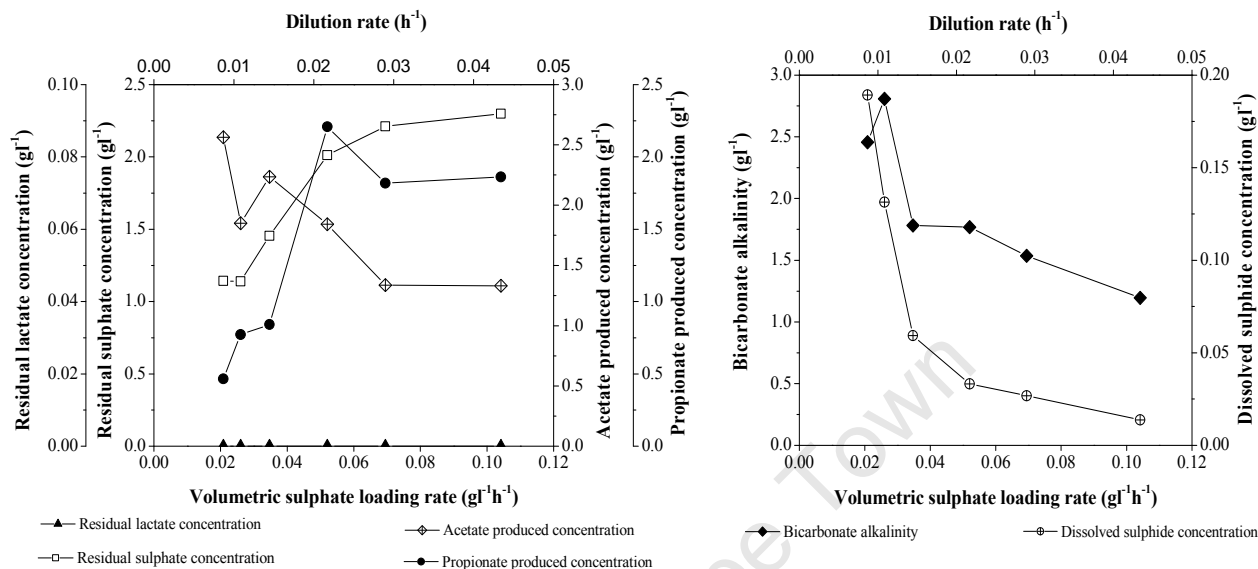 Dilution rate (h-1)
0.00 0.01 0.02 0.03 0.04 0.05
Residual lactate concentration (gl-1)
0.10
0.08
0.06
0.04
0.02
0.00
Residual sulphate concentration (gl-1)
2.5
2.0
1.5
1.0
0.5
0.0
3.0
2.5
2.0
1.5
1.0
0.5
0.0
Acetate produced concentration (gl-1)
2.5
2.0
1.5
1.0
0.5
0.0
Propionate produced concentration (gl-1)
0.00 0.02 0.04 0.06 0.08 0.10 0.12
Volumetric sulphate loading rate (gl-1h-1)
Residual lactate concentration
Acetate produced concentration
Residual sulphate concentration
Propionate produced concentration
Dilution rate (h-1)
0.00 0.01 0.02 0.03 0.04 0.05
Bicarbonate alkalinity (gl-1)
3.0
2.5
2.0
1.5
1.0
0.5
0.0
0.20
0.15
0.10
0.05
0.00
Dissolved sulphide concentration (gl-1)
0.00 0.02 0.04 0.06 0.08 0.10 0.12
Volumetric sulphate loading rate (gl-1h-1)
Bicarbonate alkalinity
Dissolved sulphide concentration
Town